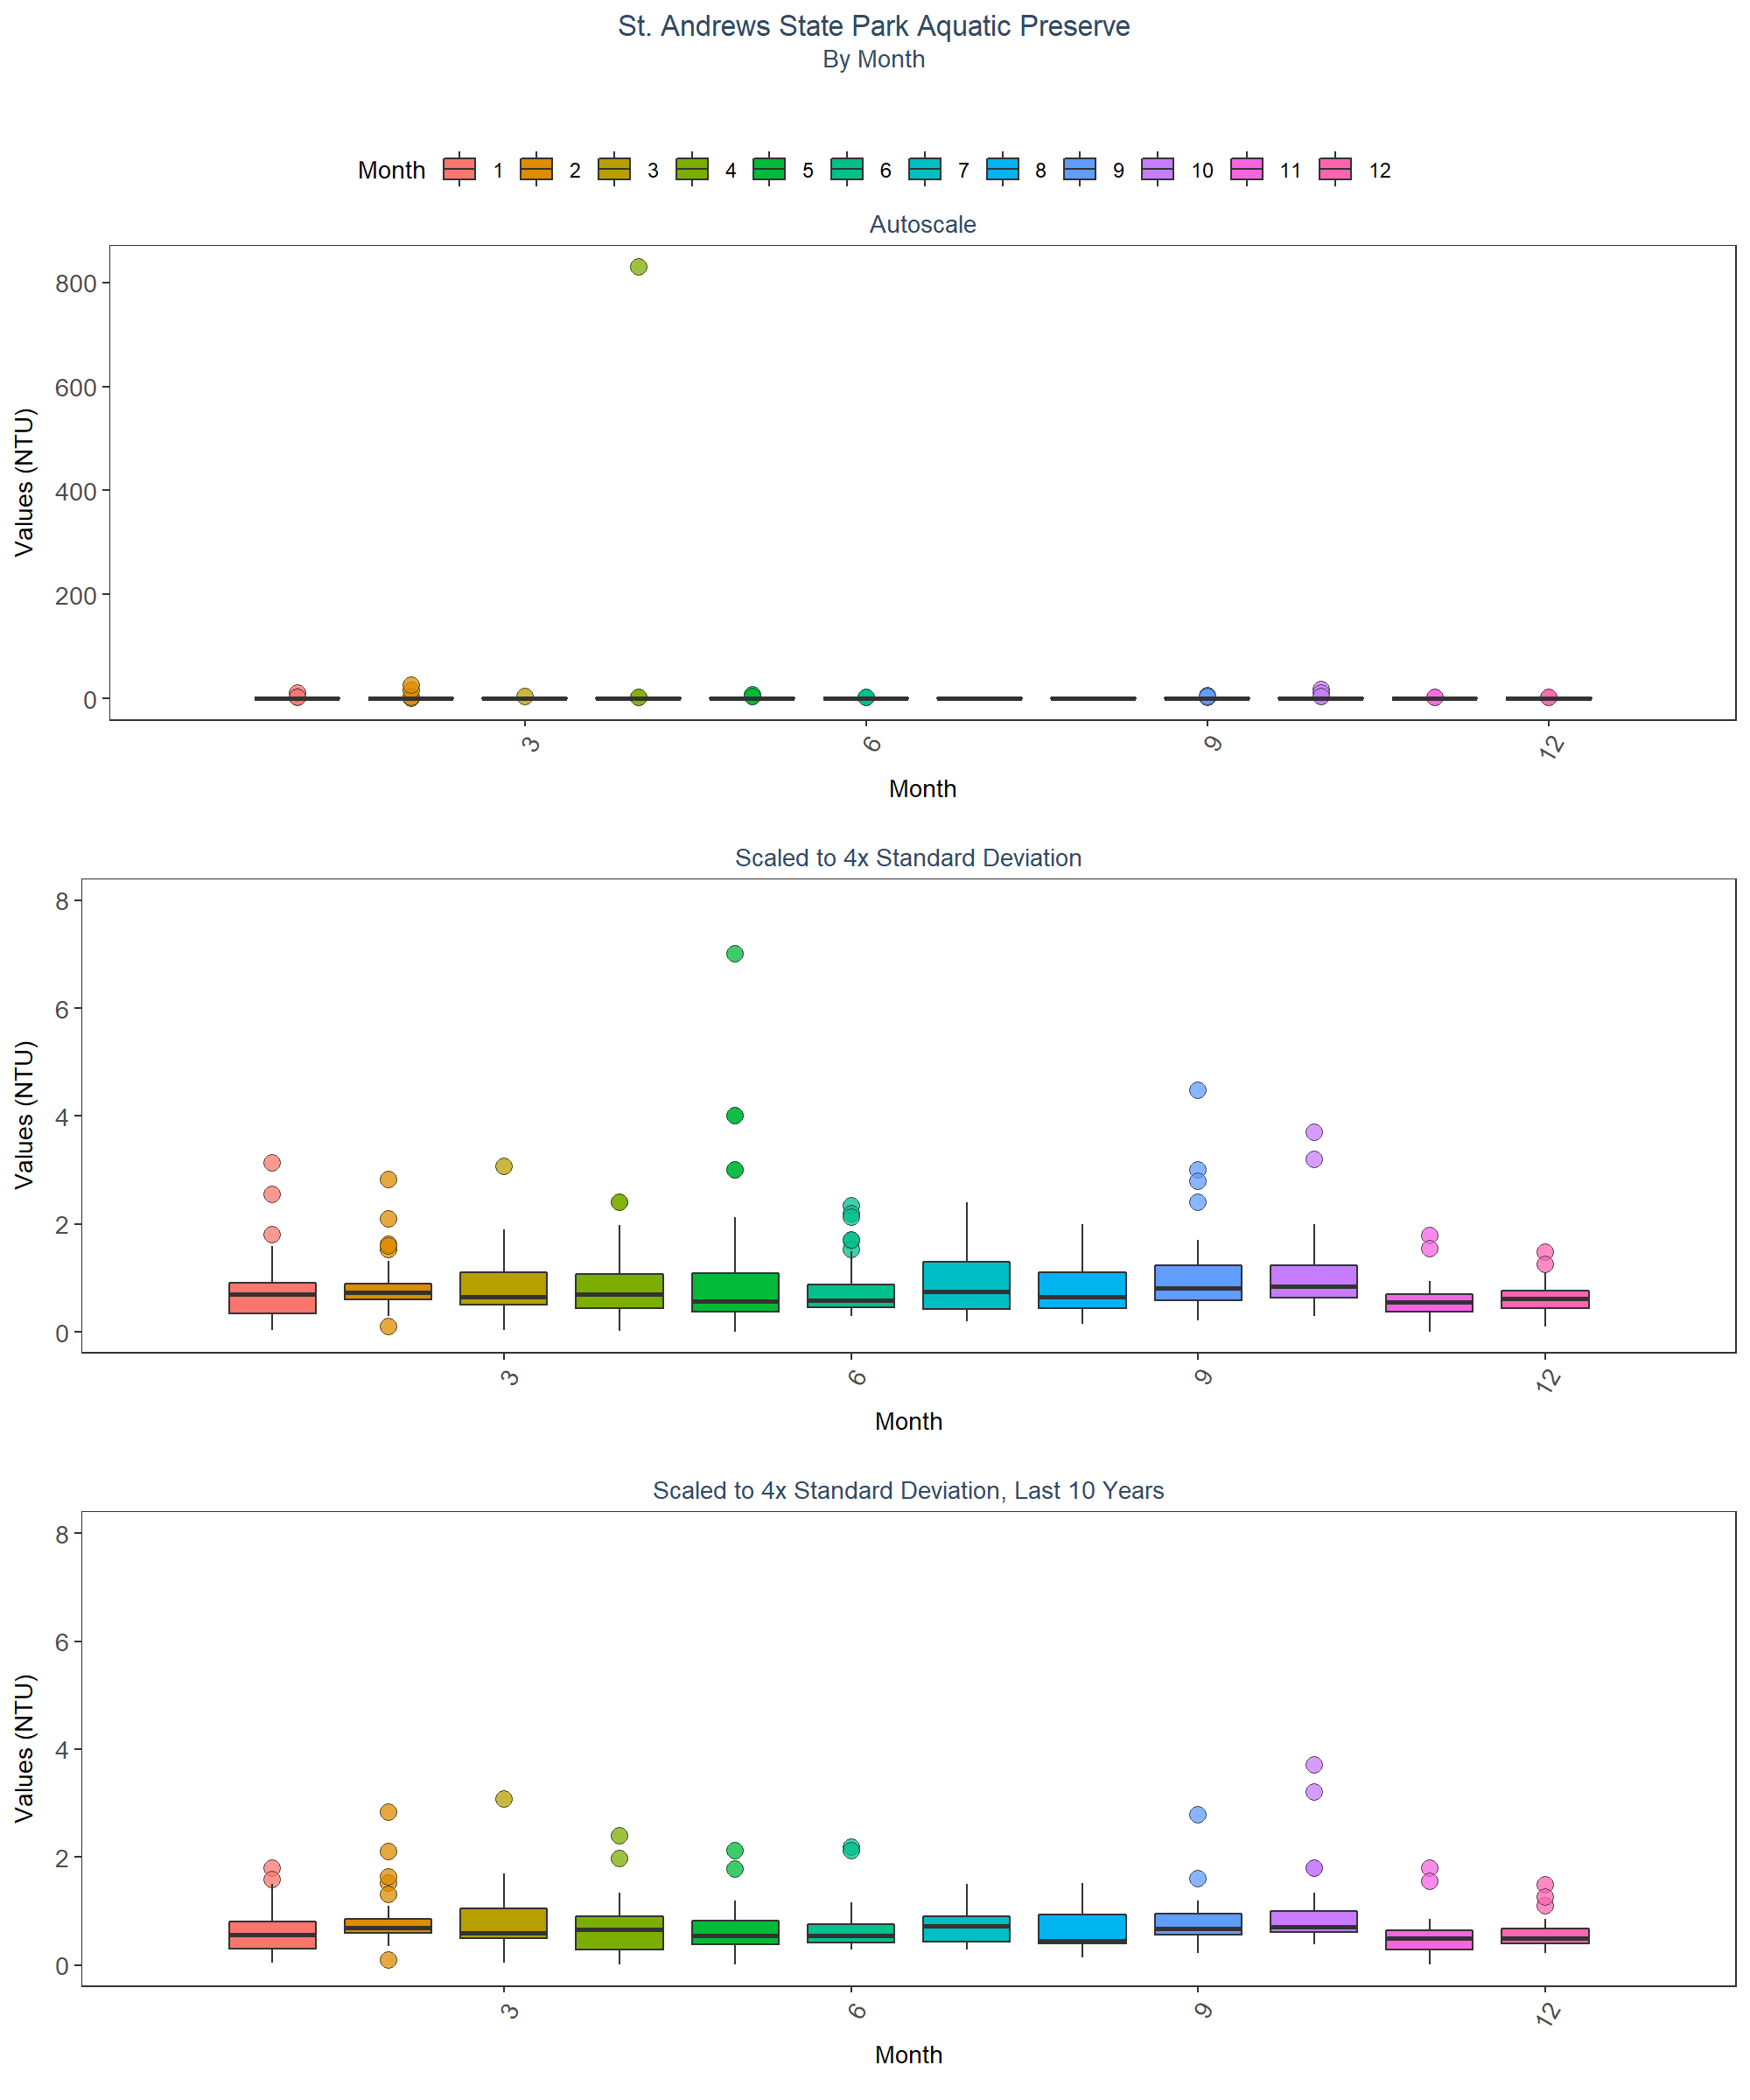 St. Andrews State Park Aquatic Preserve
By Month
Month 1 2 3 4 5 6 7 8 9 10 11 12
Autoscale
Values (NTU)
800
600
400
200
0
3 6 9 12
Month
Scaled to 4x Standard Deviation
Values (NTU)
8
6
4
2
0
3 6 9 12
Month
Scaled to 4x Standard Deviation, Last 10 Years
Values (NTU)
8
6
4
2
0
3 6 9 12
Month